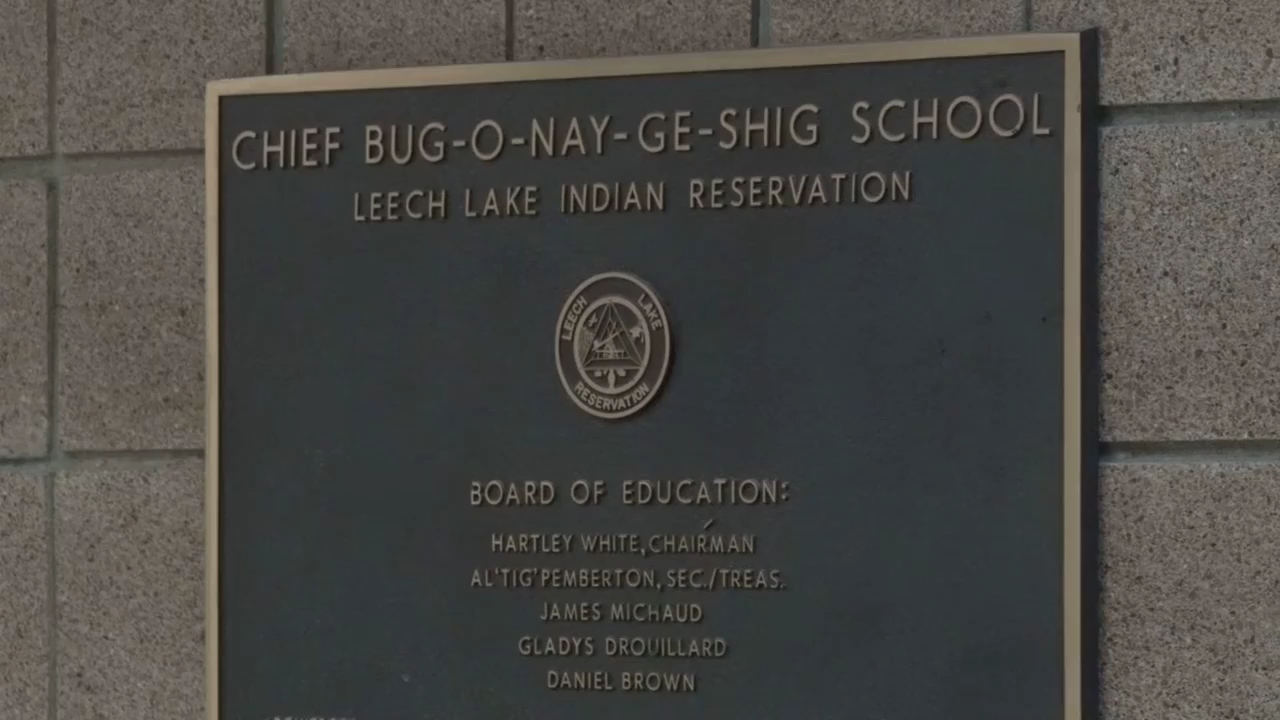 CHIEF BUG-O-NAY-GE-SHIG SCHOOL
LEECH LAKE INDIAN RESERVATION
LEECH LAKE
RESERVATION
BOARD OF EDUCATION:
HARTLEY WHITE, CHAIRMAN
AL 'TIG' PEMBERTON, SEC./TREAS.
JAMES MICHAUD
GLADYS DROUILLARD
DANIEL BROWN